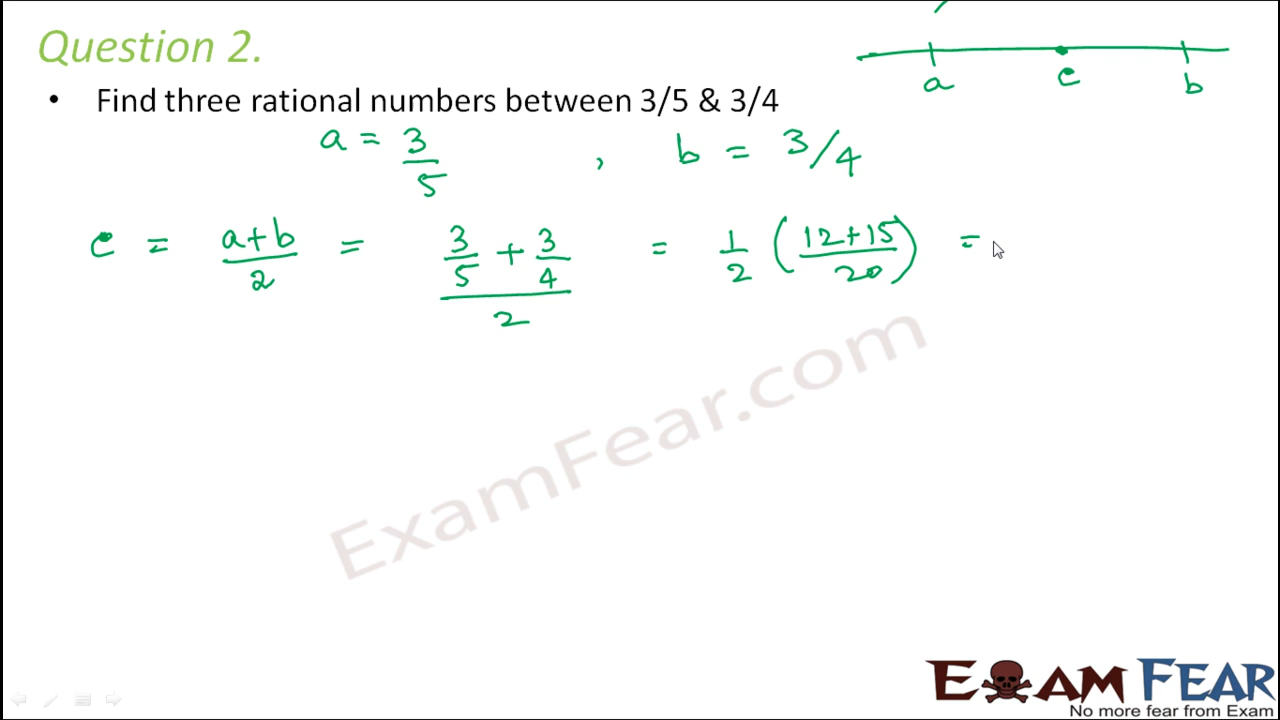 Question 2.
a c b
• Find three rational numbers between 3/5 & 3/4
a = 3/5 , b = 3/4
c = a+b/2 = 3/5 + 3/4 / 2 = 1/2 (12+15/20) =
ExamFear.com
EXAM FEAR
No more fear from Exam